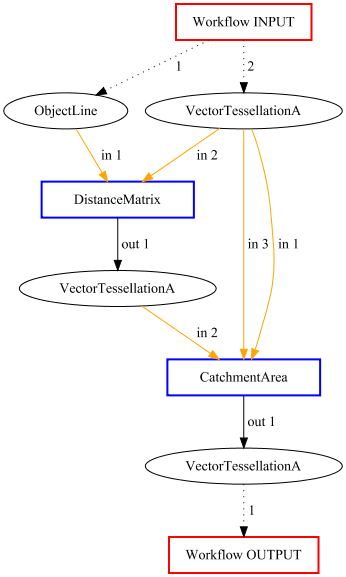 Workflow INPUT
1
2
ObjectLine
VectorTessellationA
in 1
in 2
DistanceMatrix
out 1
in 3
in 1
VectorTessellationA
in 2
CatchmentArea
out 1
VectorTessellationA
1
Workflow OUTPUT